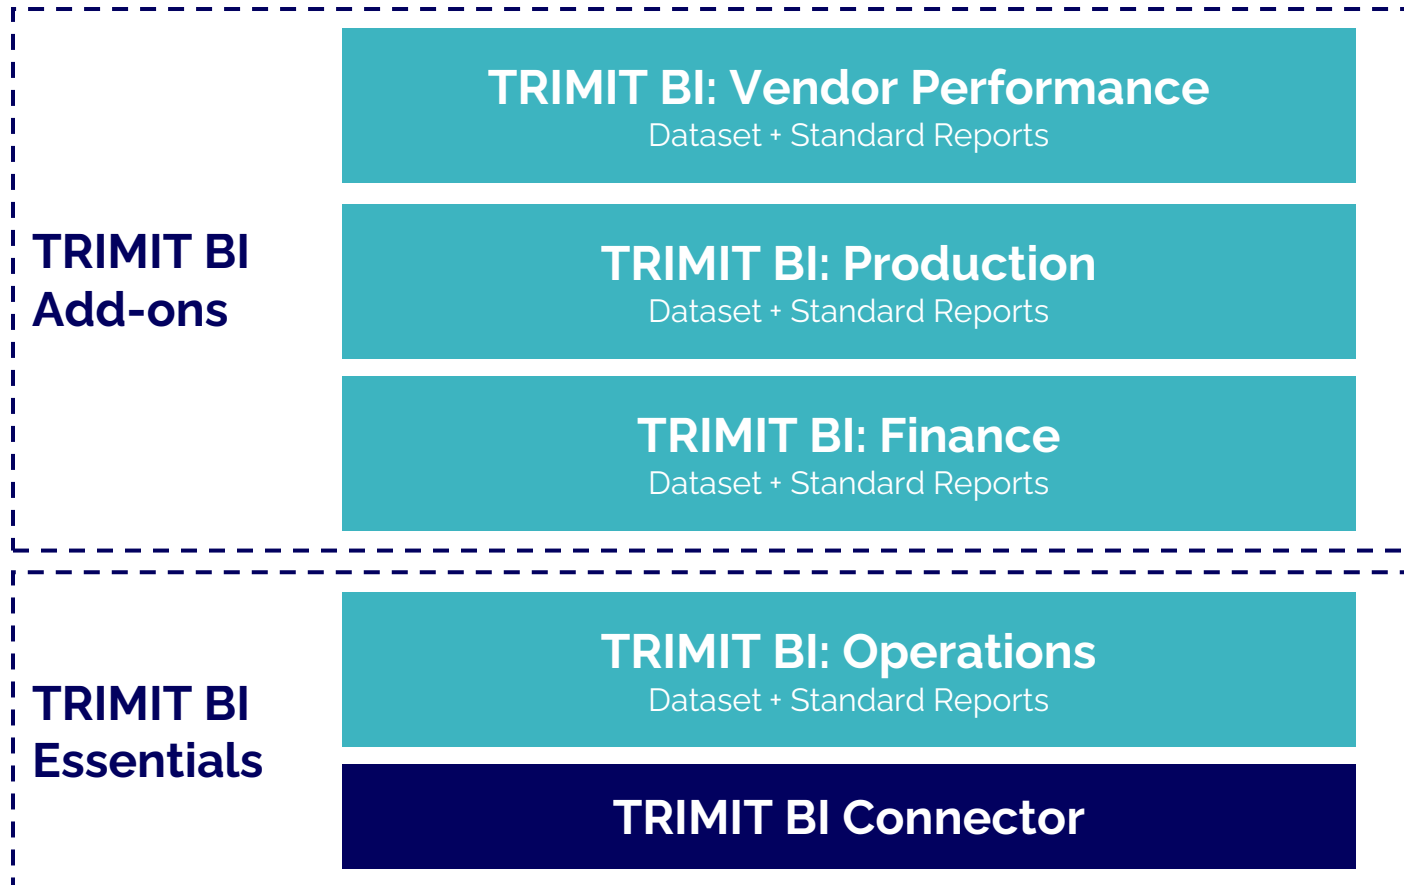 TRIMIT BI: Vendor Performance
Dataset + Standard Reports
TRIMIT BI
Add-ons
TRIMIT BI: Production
Dataset + Standard Reports
TRIMIT BI: Finance
Dataset + Standard Reports
TRIMIT BI: Operations
Dataset + Standard Reports
TRIMIT BI
Essentials
TRIMIT BI Connector